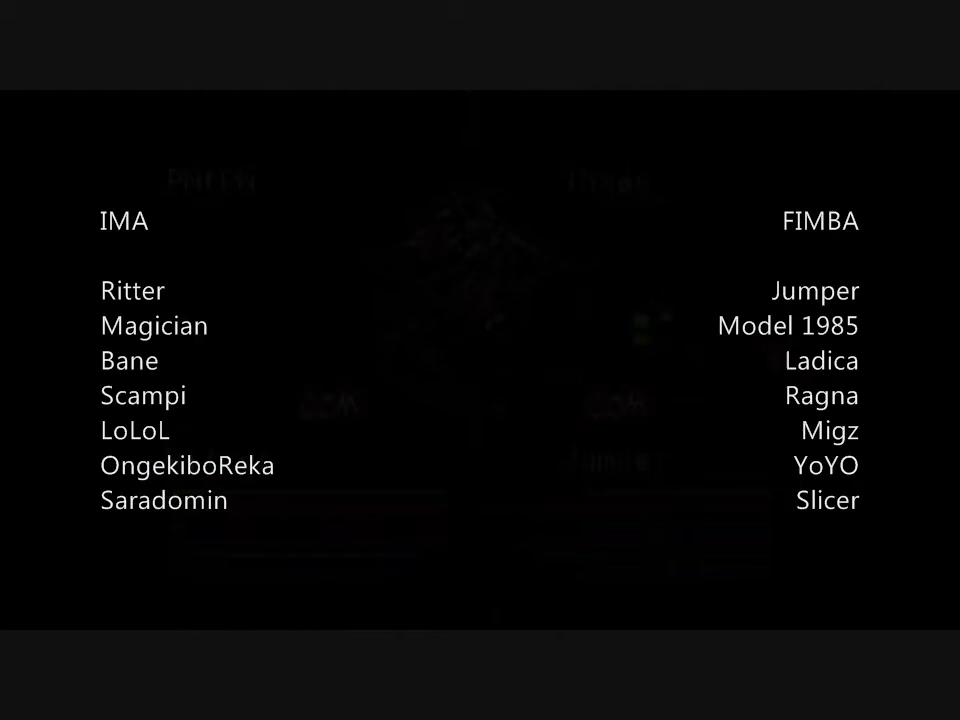 IMA FIMBA
Ritter Jumper
Magician Model 1985
Bane Ladica
Scampi Ragna
LoLoL Migz
OngekiboReka YoYO
Saradomin Slicer